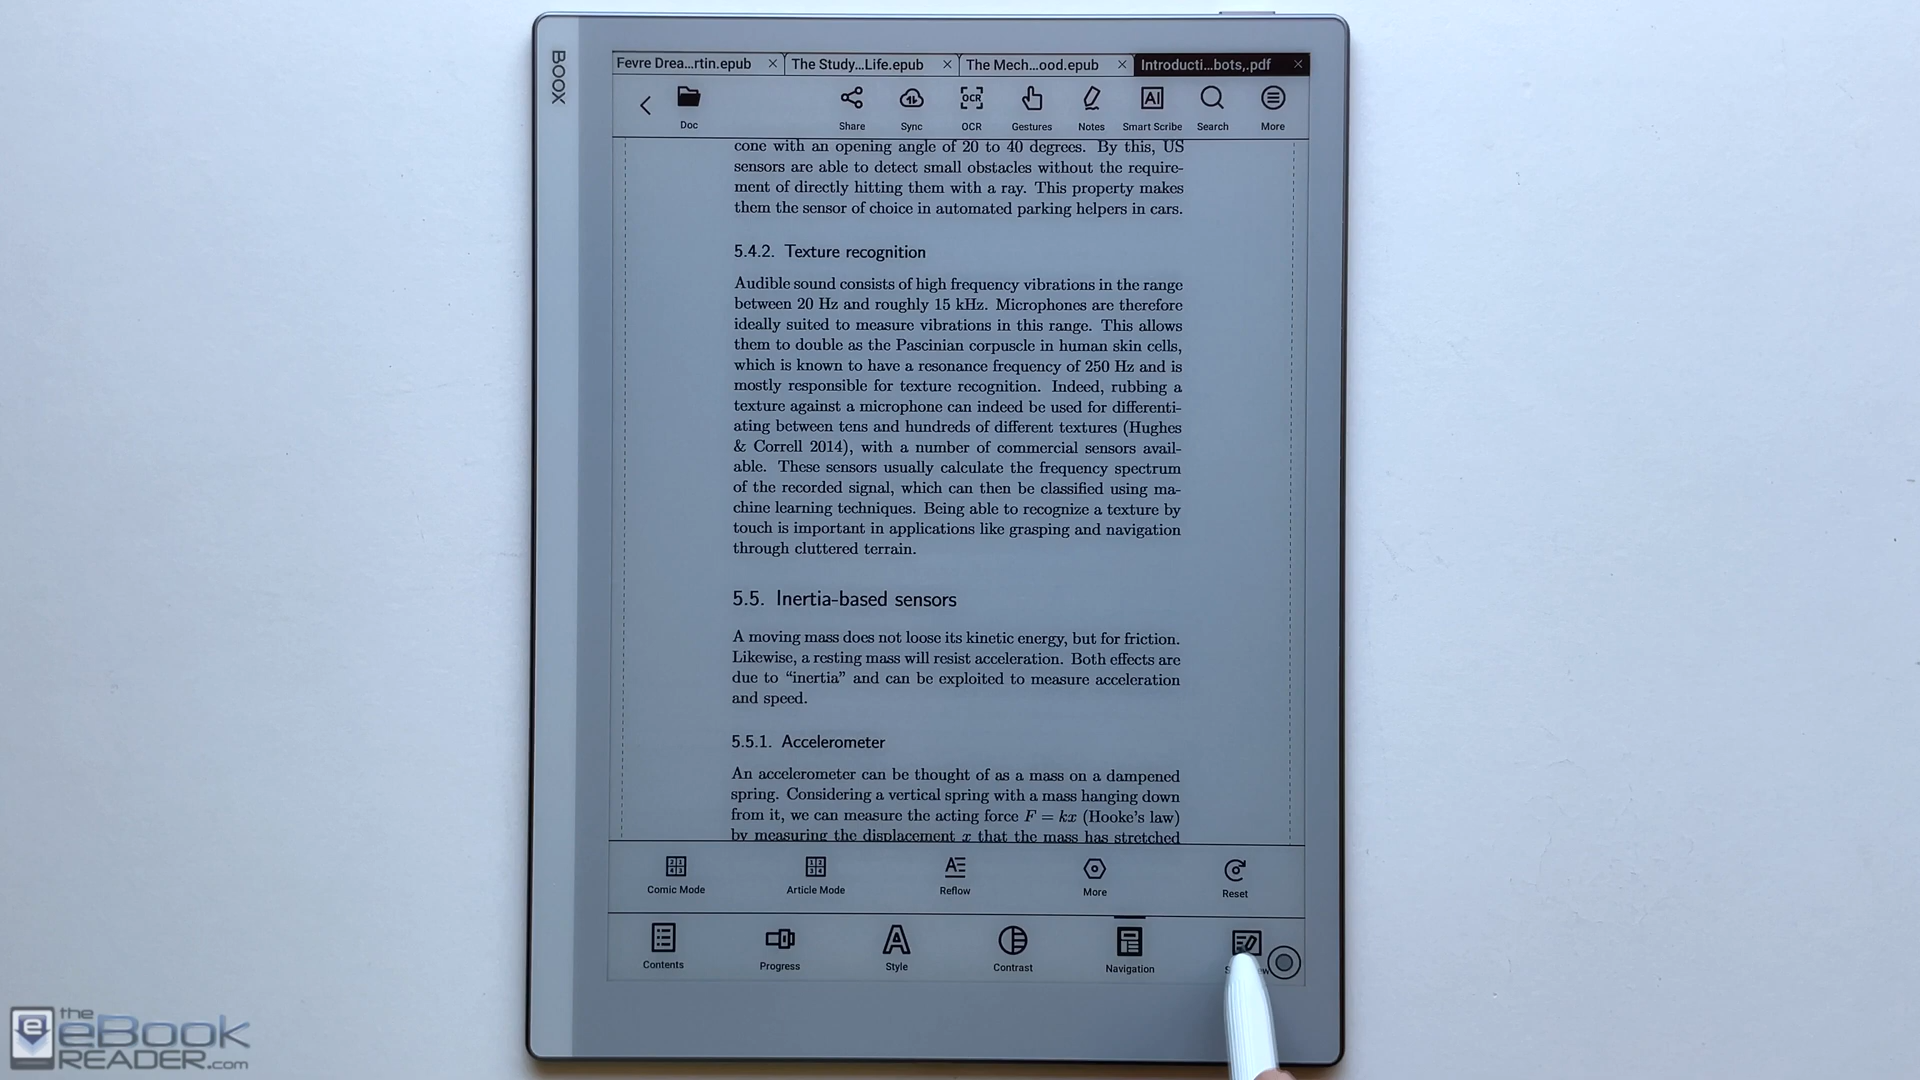 BOOX
Fevre Drea...rtin.epub
The Study...Life.epub
The Mech...ood.epub
Introducti...bots,.pdf
Doc
Share
Sync
OCR
OCR
Gestures
Notes
AI
Smart Scribe
Search
More
cone with an opening angle of 20 to 40 degrees. By this, US
sensors are able to detect small obstacles without the require-
ment of directly hitting them with a ray. This property makes
them the sensor of choice in automated parking helpers in cars.
5.4.2. Texture recognition
Audible sound consists of high frequency vibrations in the range
between 20 Hz and roughly 15 kHz. Microphones are therefore
ideally suited to measure vibrations in this range. This allows
them to double as the Pascinian corpuscle in human skin cells,
which is known to have a resonance frequency of 250 Hz and is
mostly responsible for texture recognition. Indeed, rubbing a
texture against a microphone can indeed be used for differenti-
ating between tens and hundreds of different textures (Hughes
& Correll 2014), with a number of commercial sensors avail-
able. These sensors usually calculate the frequency spectrum
of the recorded signal, which can then be classified using ma-
chine learning techniques. Being able to recognize a texture by
touch is important in applications like grasping and navigation
through cluttered terrain.
5.5. Inertia-based sensors
A moving mass does not loose its kinetic energy, but for friction.
Likewise, a resting mass will resist acceleration. Both effects are
due to “inertia” and can be exploited to measure acceleration
and speed.
5.5.1. Accelerometer
An accelerometer can be thought of as a mass on a dampened
spring. Considering a vertical spring with a mass hanging down
from it, we can measure the acting force F = kx (Hooke's law)
by measuring the displacement x that the mass has stretched
Comic Mode
Article Mode
Reflow
More
Reset
Contents
Progress
Style
Contrast
Navigation
the
eBook
READER.com